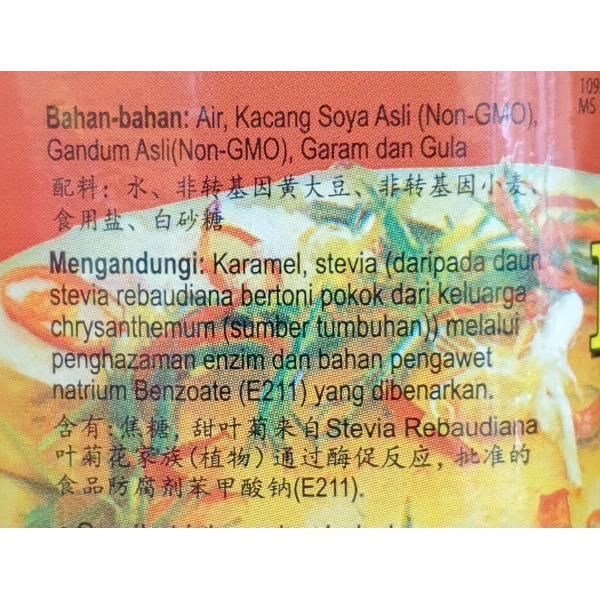 109
MS
Bahan-bahan: Air, Kacang Soya Asli (Non-GMO),
Gandum Asli(Non-GMO), Garam dan Gula
配料：水、非转基因黄大豆、非转基因小麦、
食用盐、白砂糖
Mengandungi: Karamel, stevia (daripada daun
stevia rebaudiana bertoni pokok dari keluarga
chrysanthemum (sumber tumbuhan)) melalui
penghazaman enzim dan bahan pengawet
natrium Benzoate (E211) yang dibenarkan.
含有:焦糖, 甜叶菊来自Stevia Rebaudiana
叶菊花家族(植物) 通过酶促反应, 批准的
食品防腐剂苯甲酸钠(E211).